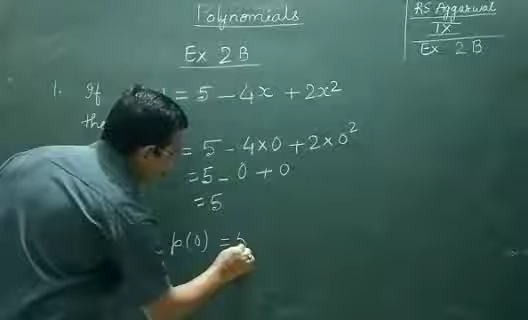 Polynomials
RS Aggarwal
IX
Ex 2B
Ex 2B
1. If = 5 - 4x + 2x²
the
= 5 - 4×0 + 2×0²
= 5 - 0 + 0
= 5
p(0) = 5